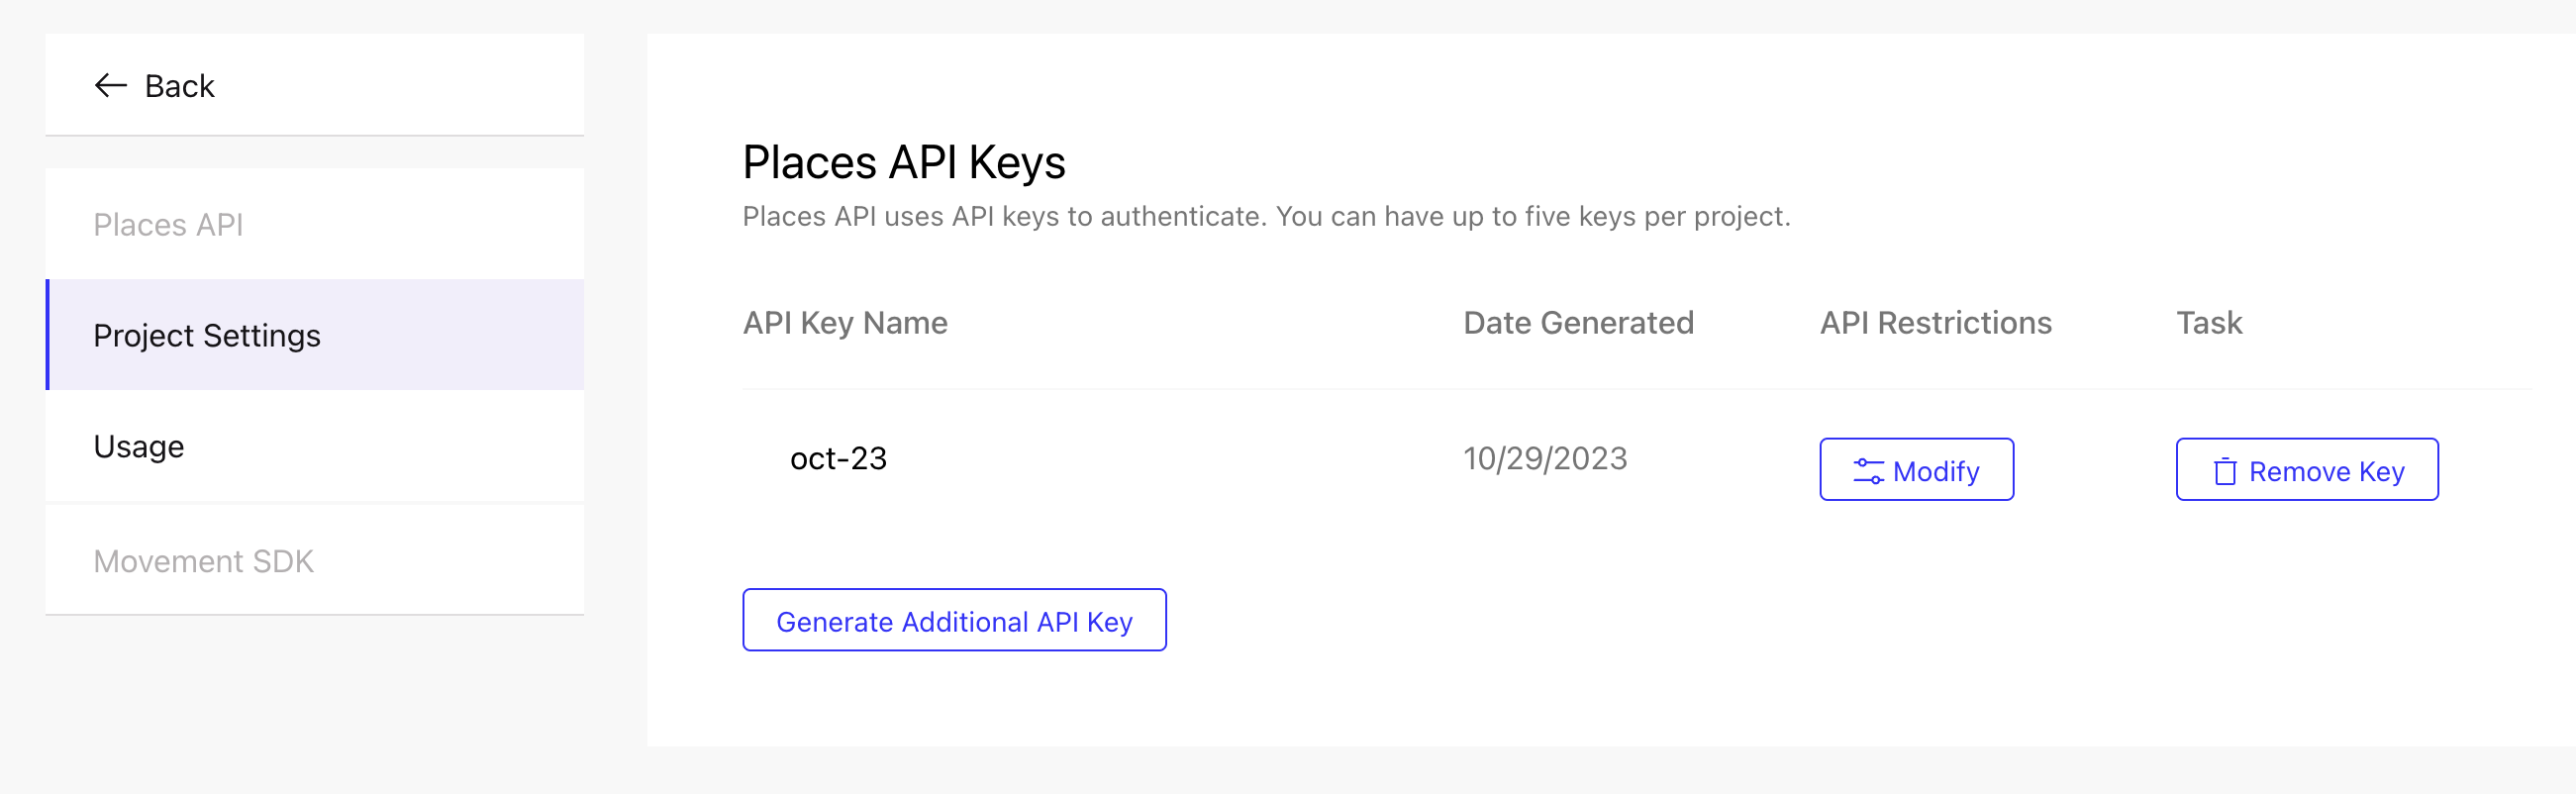 Back
Places API
Project Settings
Usage
Movement SDK
Places API Keys
Places API uses API keys to authenticate. You can have up to five keys per project.
API Key Name Date Generated API Restrictions Task
oct-23 10/29/2023 Modify Remove Key
Generate Additional API Key